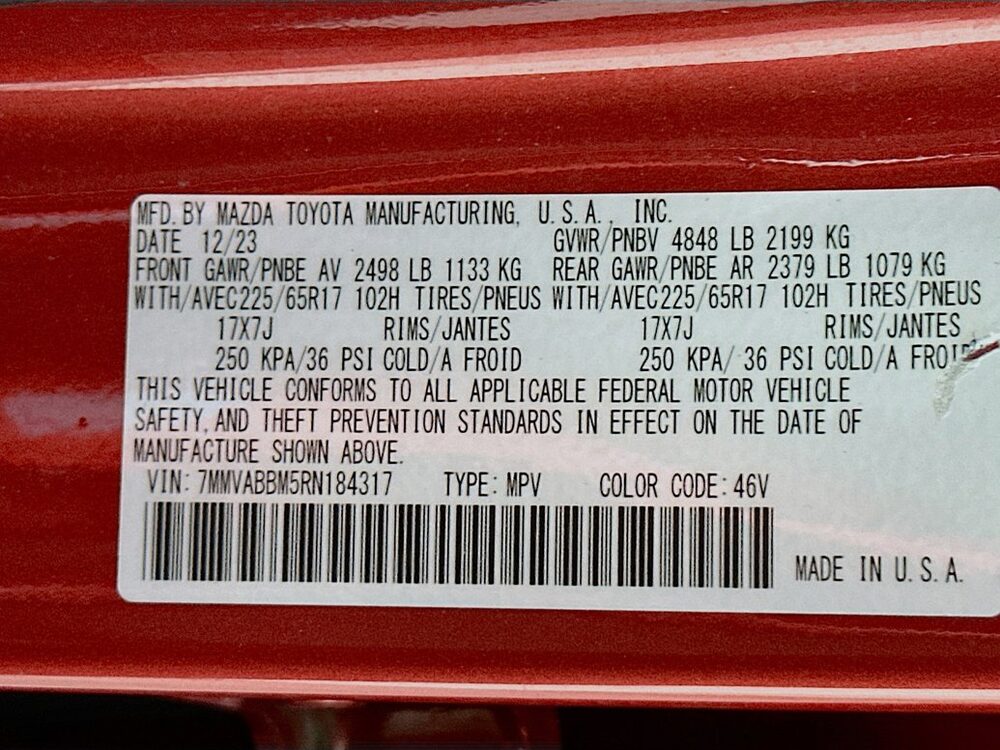 MFD. BY MAZDA TOYOTA MANUFACTURING, U.S.A., INC.
DATE 12/23 GVWR/PNBV 4848 LB 2199 KG
FRONT GAWR/PNBE AV 2498 LB 1133 KG REAR GAWR/PNBE AR 2379 LB 1079 KG
WITH/AVEC225/65R17 102H TIRES/PNEUS WITH/AVEC225/65R17 102H TIRES/PNEUS
17X7J RIMS/JANTES 17X7J RIMS/JANTES
250 KPA/36 PSI COLD/A FROID 250 KPA/ 36 PSI COLD/A FROID
THIS VEHICLE CONFORMS TO ALL APPLICABLE FEDERAL MOTOR VEHICLE
SAFETY, AND THEFT PREVENTION STANDARDS IN EFFECT ON THE DATE OF
MANUFACTURE SHOWN ABOVE.
VIN: 7MMVABBM5RN184317 TYPE: MPV COLOR CODE: 46V
MADE IN U.S.A.